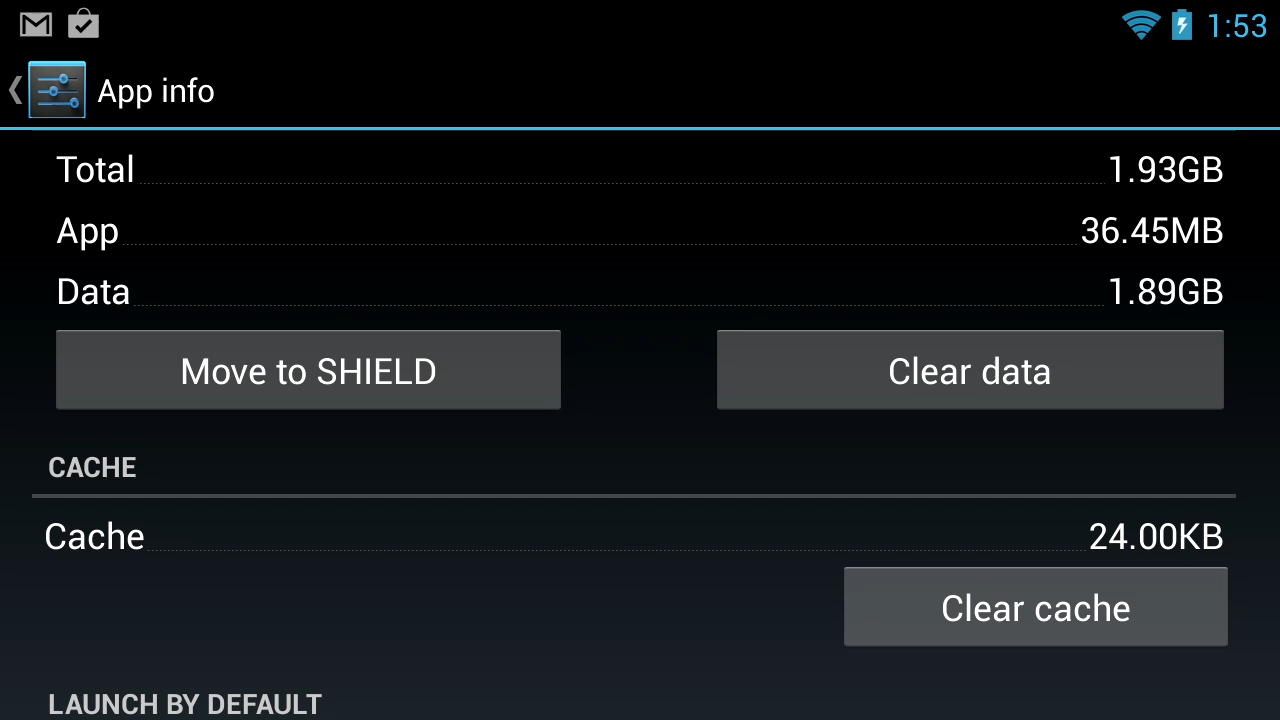 1:53
App info
Total 1.93GB
App 36.45MB
Data 1.89GB
Move to SHIELD Clear data
CACHE
Cache 24.00KB
Clear cache
LAUNCH BY DEFAULT